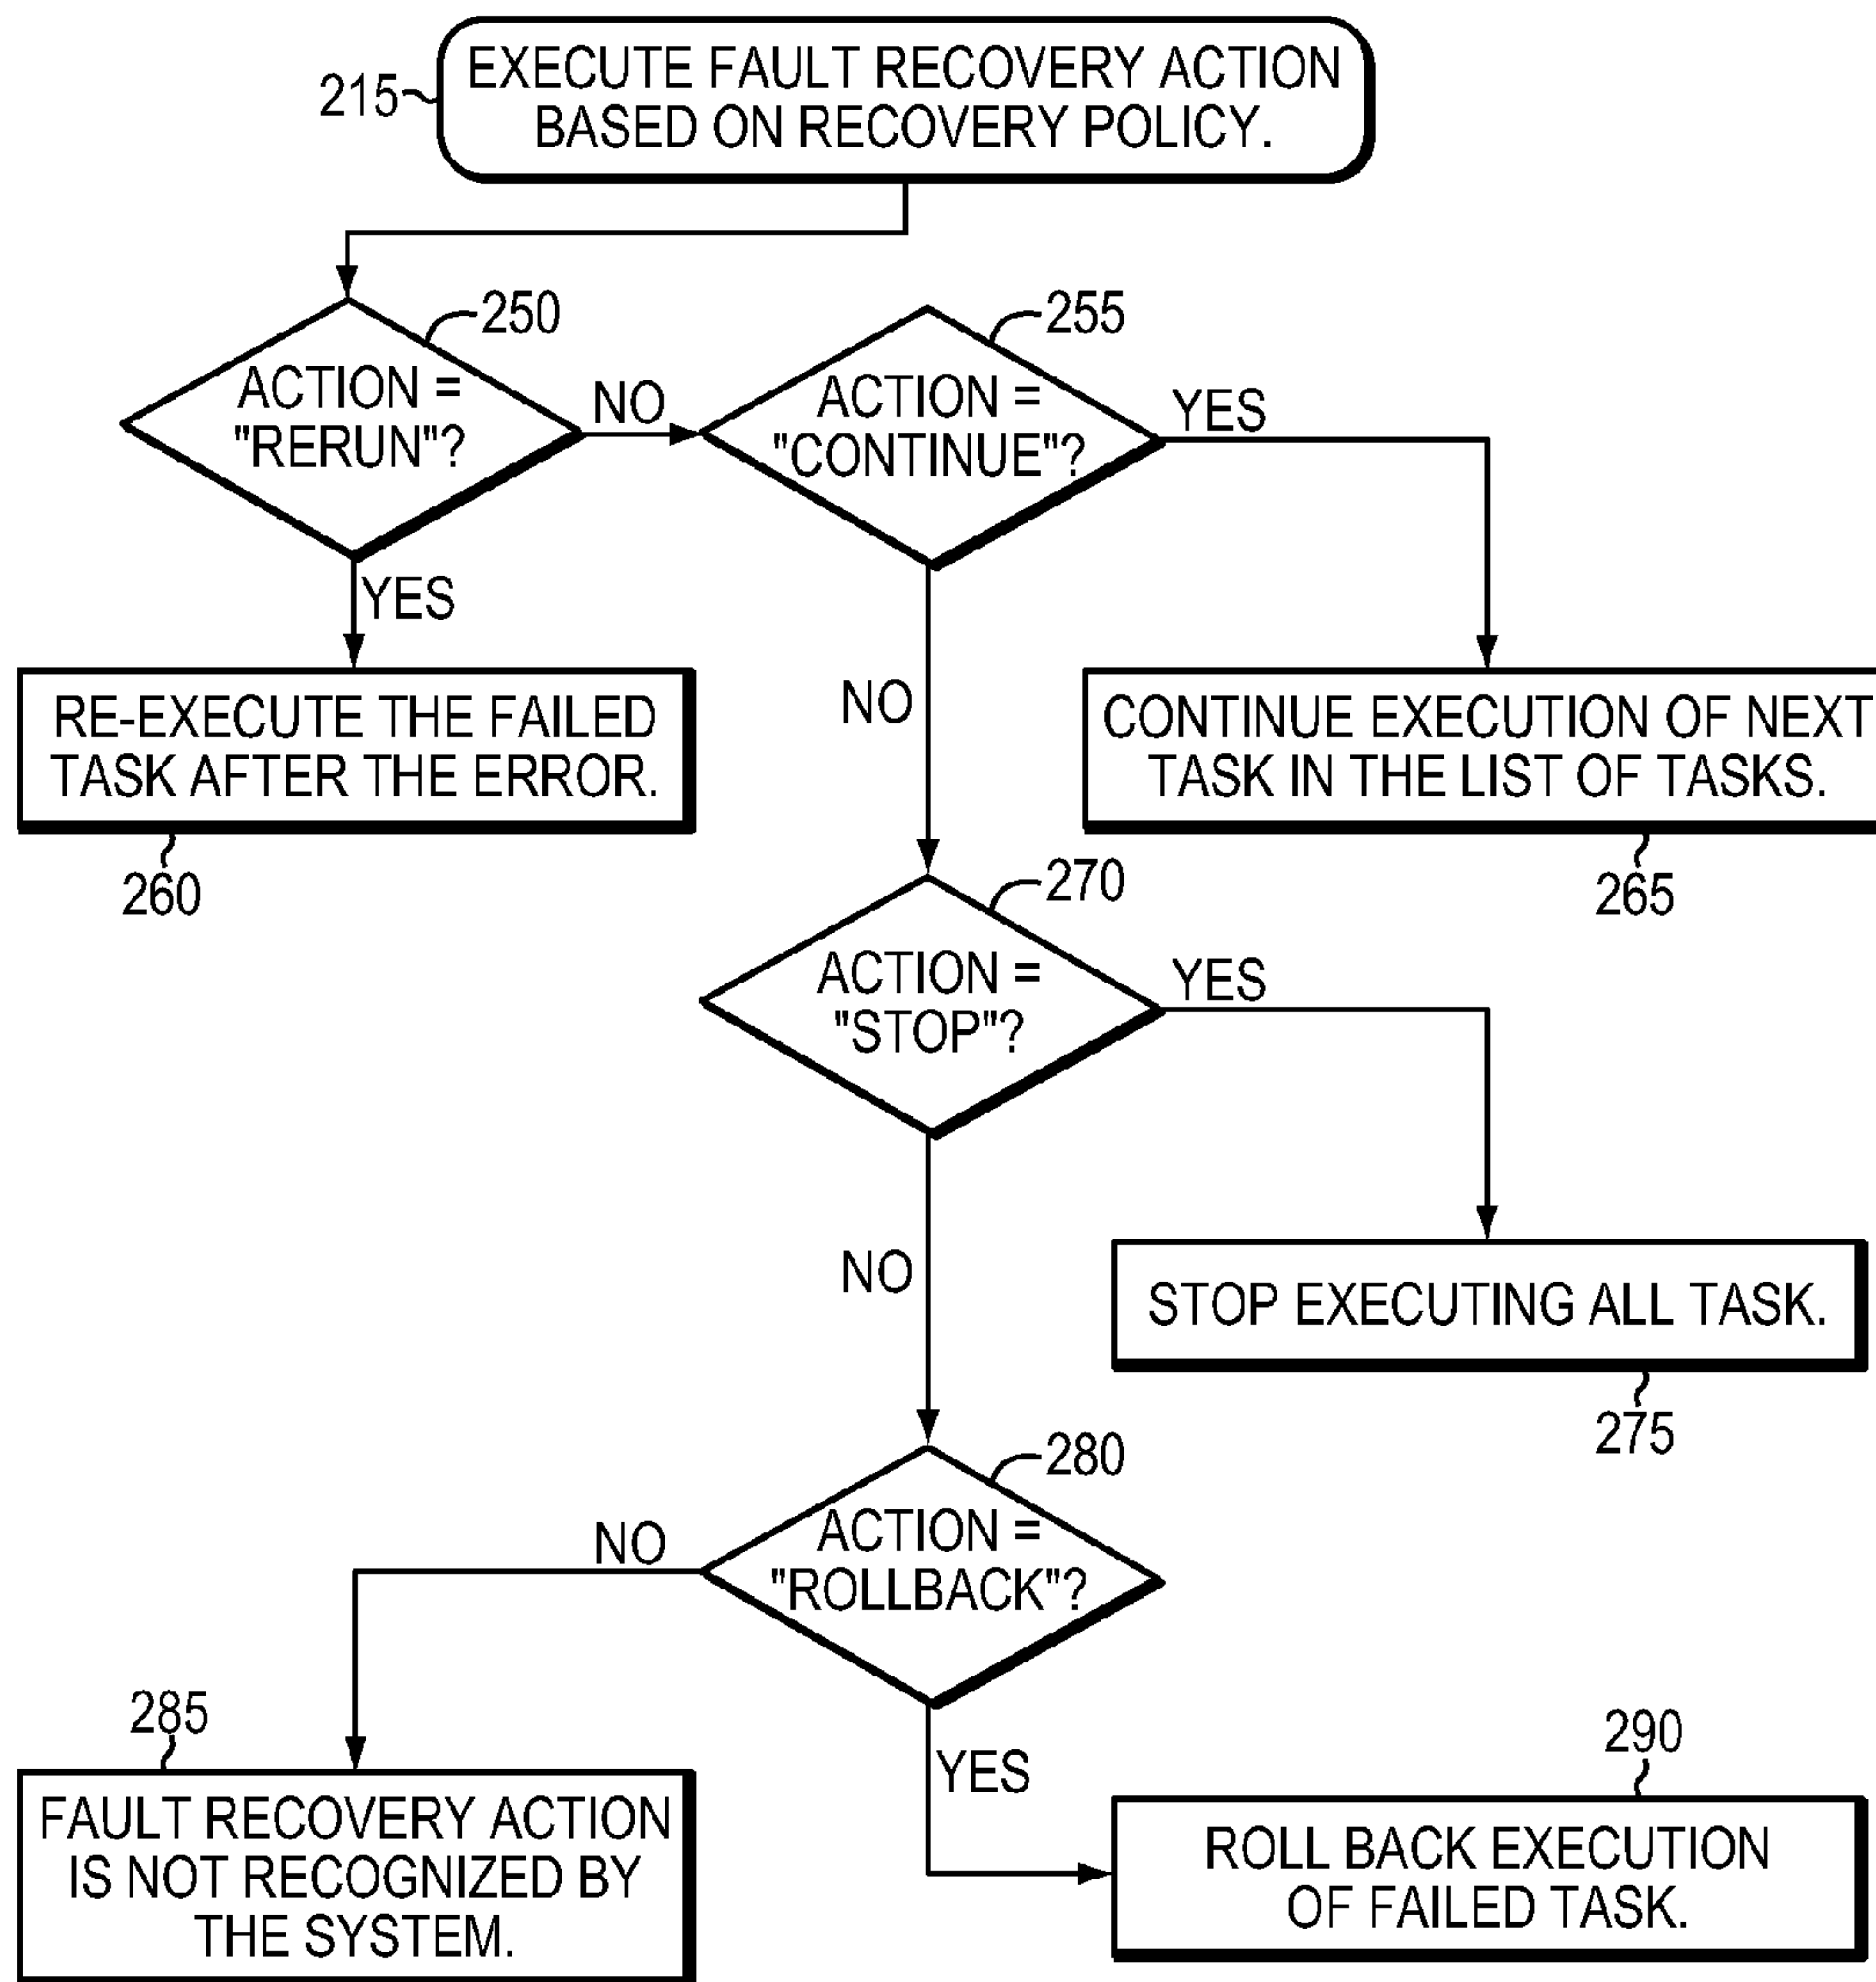 215
EXECUTE FAULT RECOVERY ACTION
BASED ON RECOVERY POLICY.
250
ACTION =
"RERUN"?
NO
255
ACTION =
"CONTINUE"?
YES
YES
RE-EXECUTE THE FAILED
TASK AFTER THE ERROR.
260
NO
CONTINUE EXECUTION OF NEXT
TASK IN THE LIST OF TASKS.
265
270
ACTION =
"STOP"?
YES
NO
STOP EXECUTING ALL TASK.
275
280
ACTION =
"ROLLBACK"?
NO
285
FAULT RECOVERY ACTION
IS NOT RECOGNIZED BY
THE SYSTEM.
YES
290
ROLL BACK EXECUTION
OF FAILED TASK.